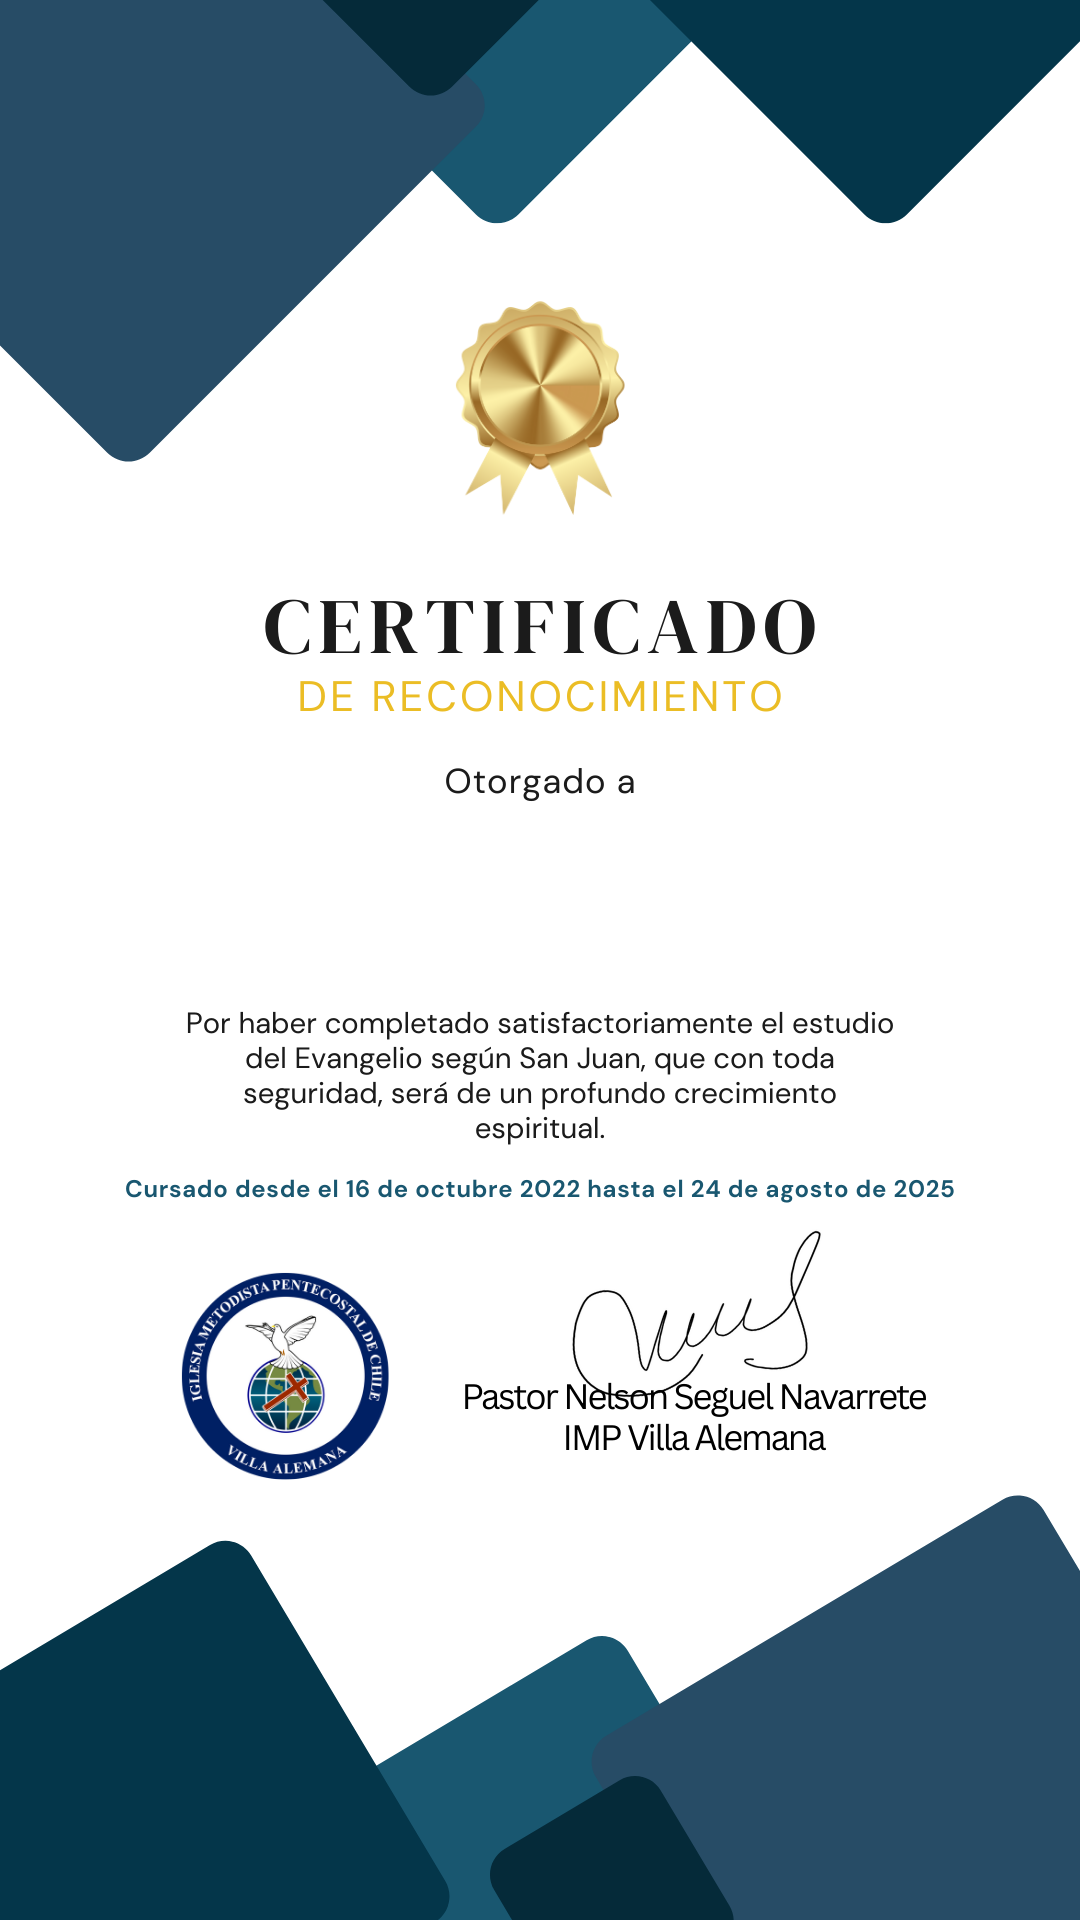 CERTIFICADO
DE RECONOCIMIENTO
Otorgado a
Por haber completado satisfactoriamente el estudio
del Evangelio según San Juan, que con toda
seguridad, será de un profundo crecimiento
espiritual.
Cursado desde el 16 de octubre 2022 hasta el 24 de agosto de 2025
IGLESIA METODISTA PENTECOSTAL DE CHILE
VILLA ALEMANA
Pastor Nelson Seguel Navarrete
IMP Villa Alemana